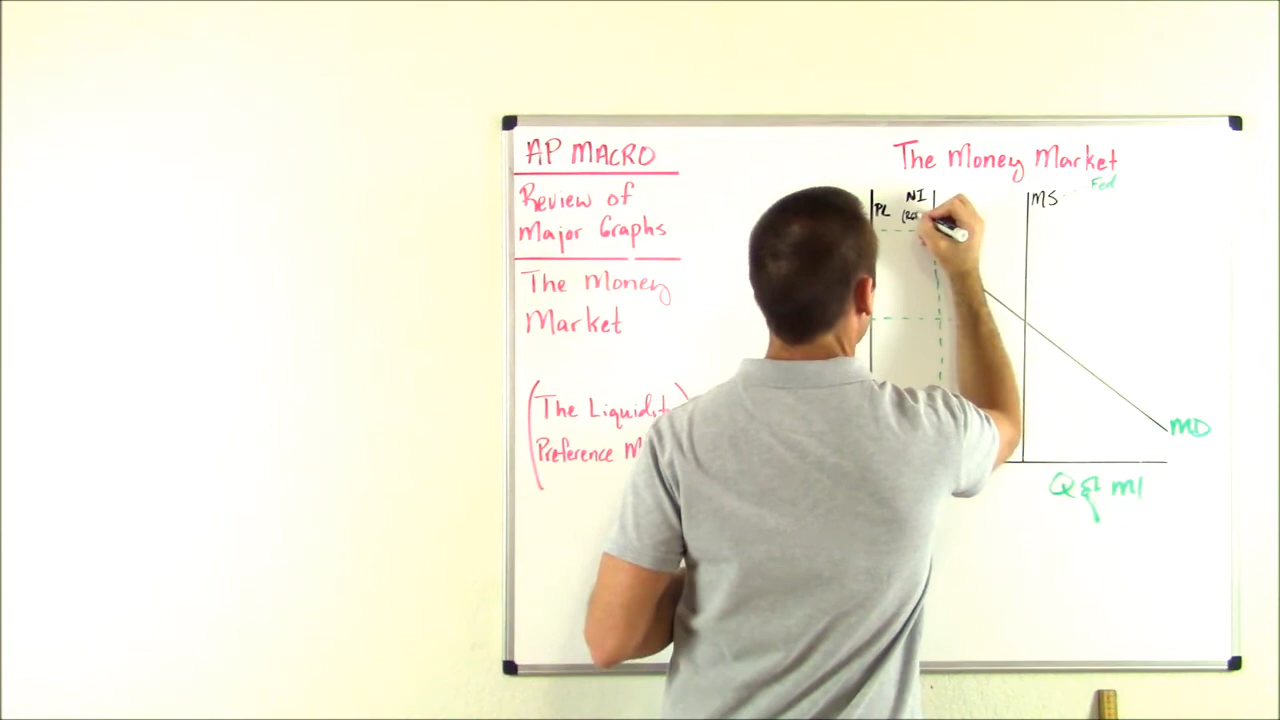 AP MACRO
Review of
Major Graphs
The Money
Market
(The Liquidity)
Preference
The Money Market
PL
NI
MS
Fed
MD
Q of M1